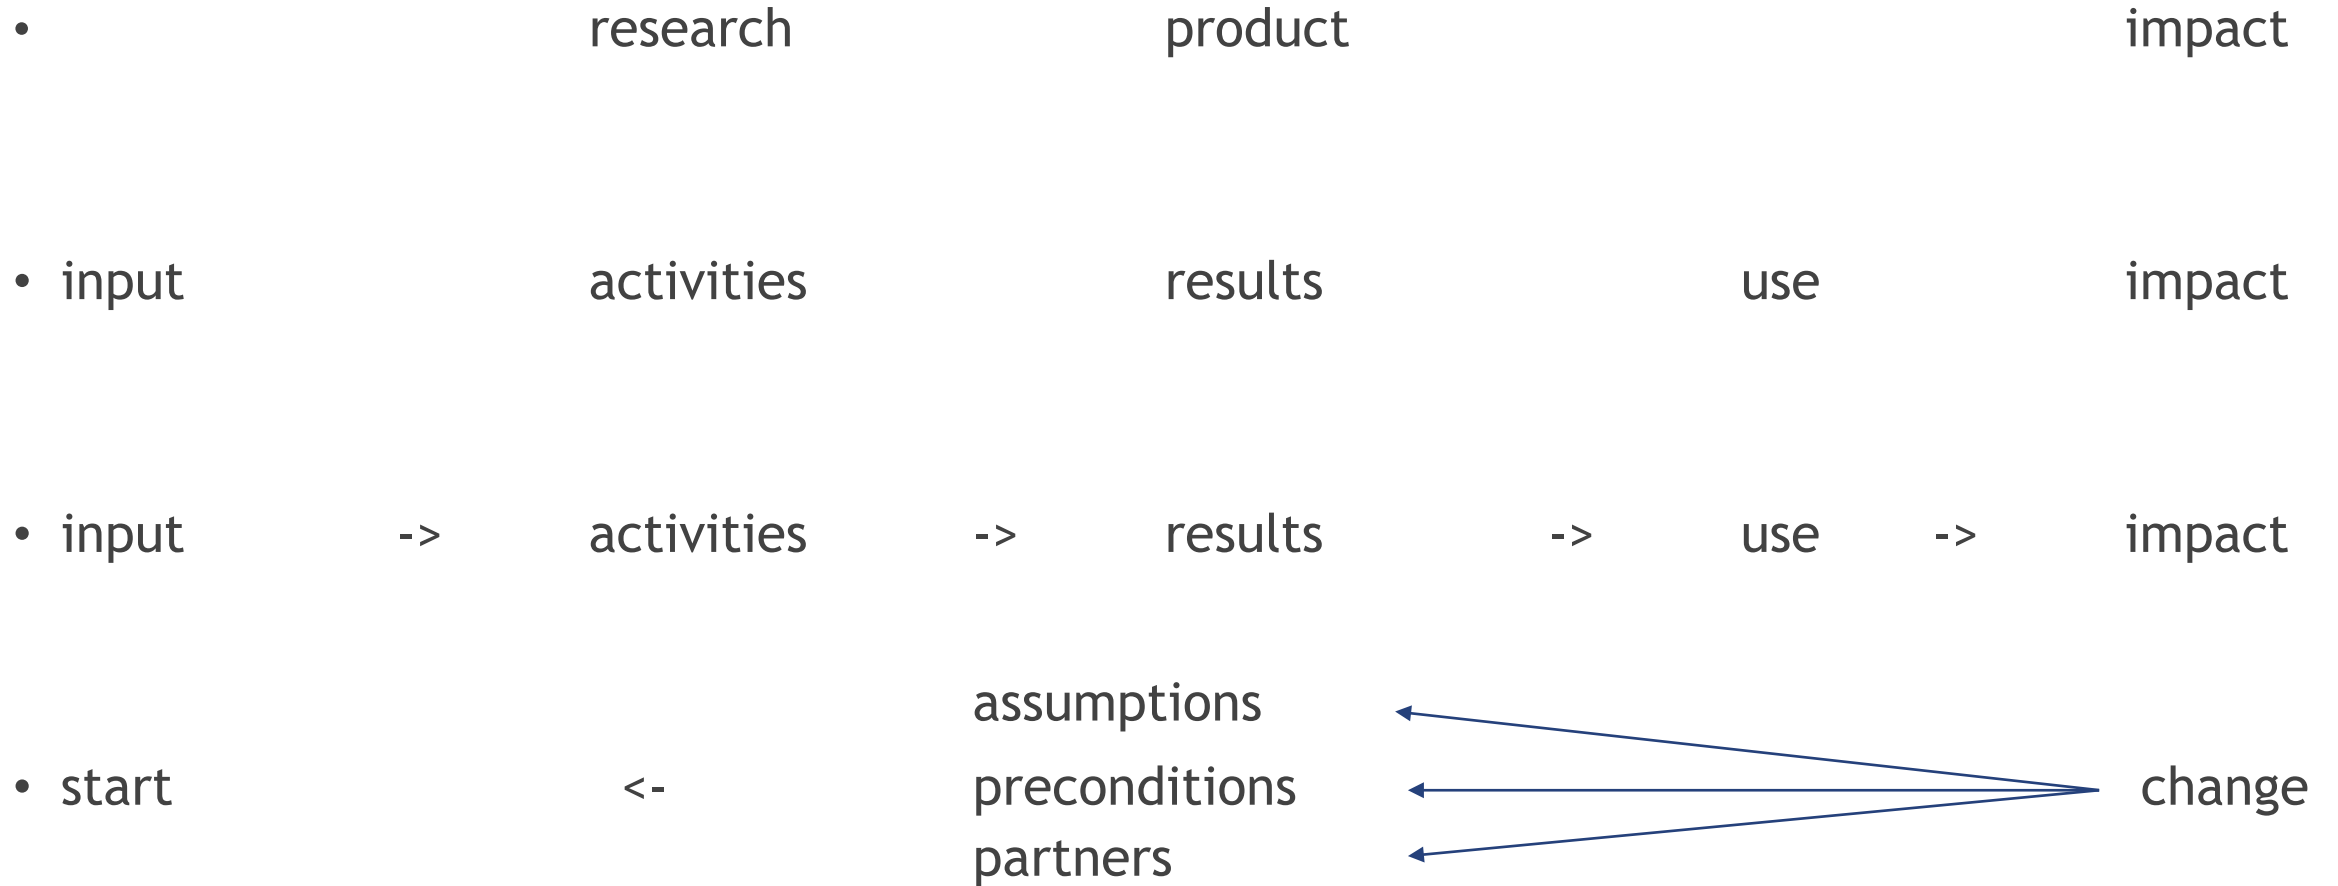 • research product impact
• input activities results use impact
• input -> activities -> results -> use -> impact
assumptions
• start <- preconditions change
partners